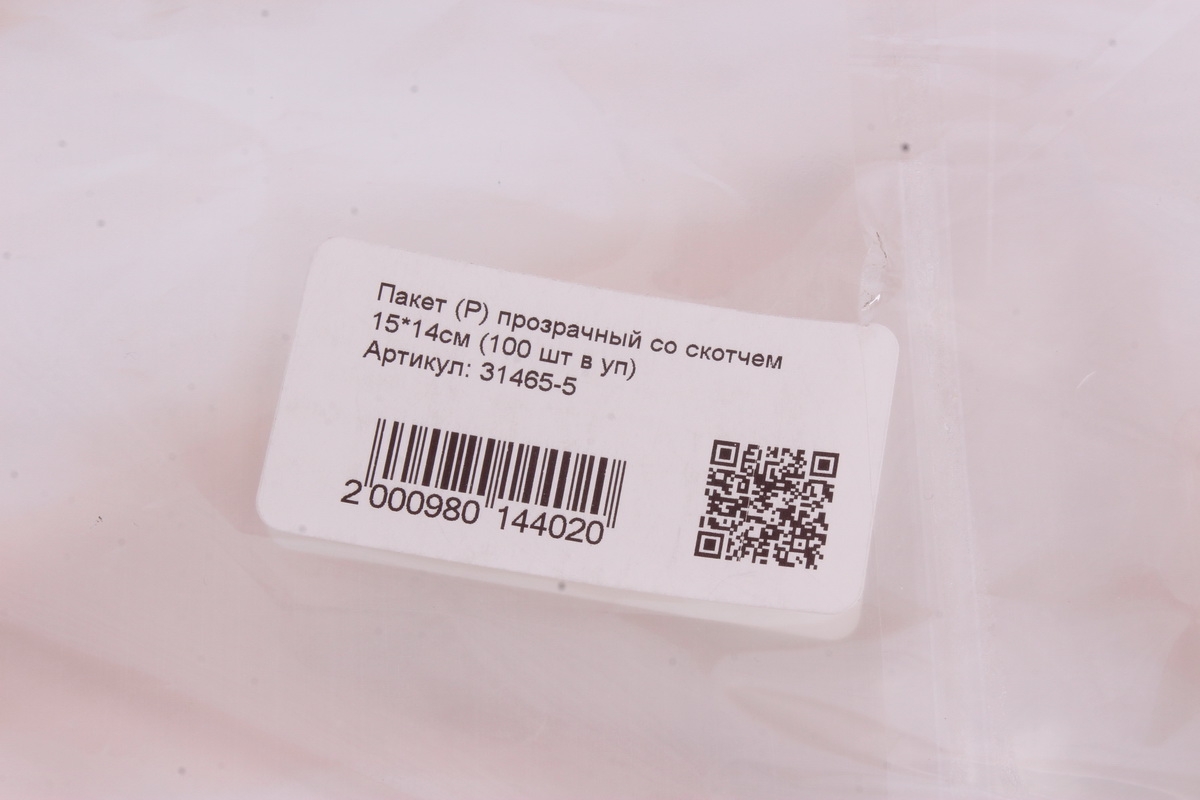 Пакет (Р) прозрачный со скотчем
15*14см (100 шт в уп)
Артикул: 31465-5
2 000980 144020